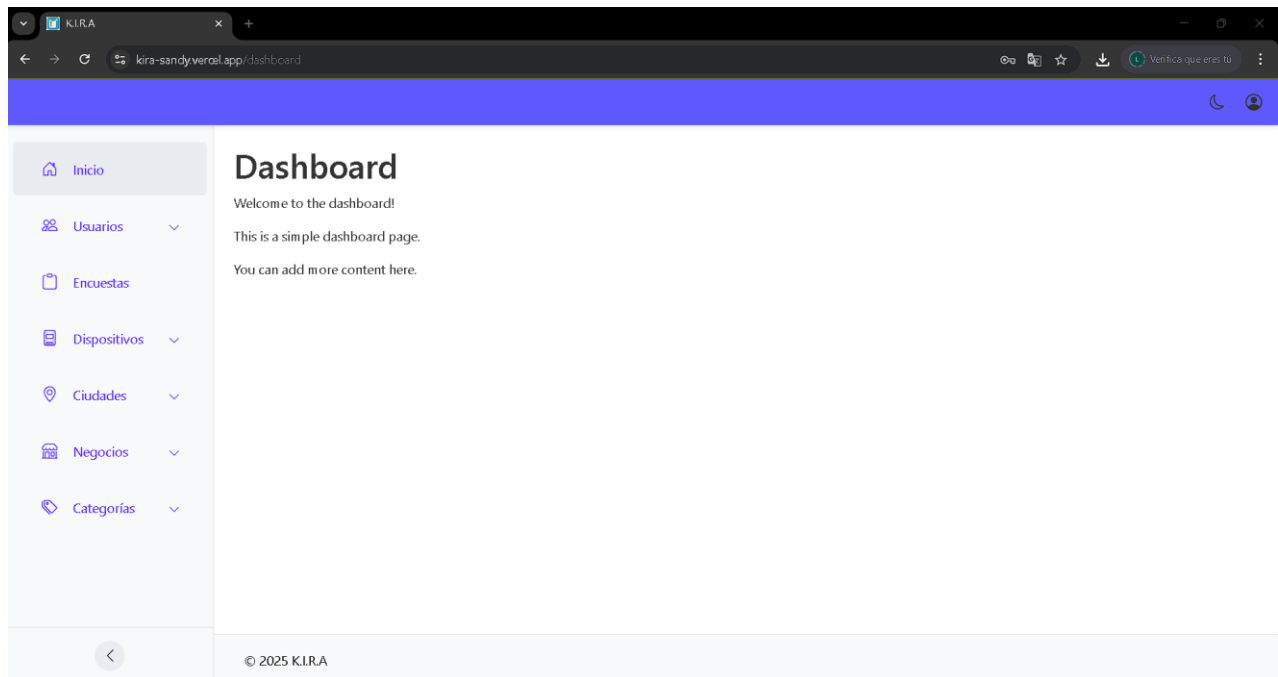 K.I.R.A
kira-sandy.vercel.app/dashboard
Verifica que eres tú
Inicio
Usuarios
Encuestas
Dispositivos
Ciudades
Negocios
Categorías
Dashboard
Welcome to the dashboard!
This is a simple dashboard page.
You can add more content here.
© 2025 K.I.R.A